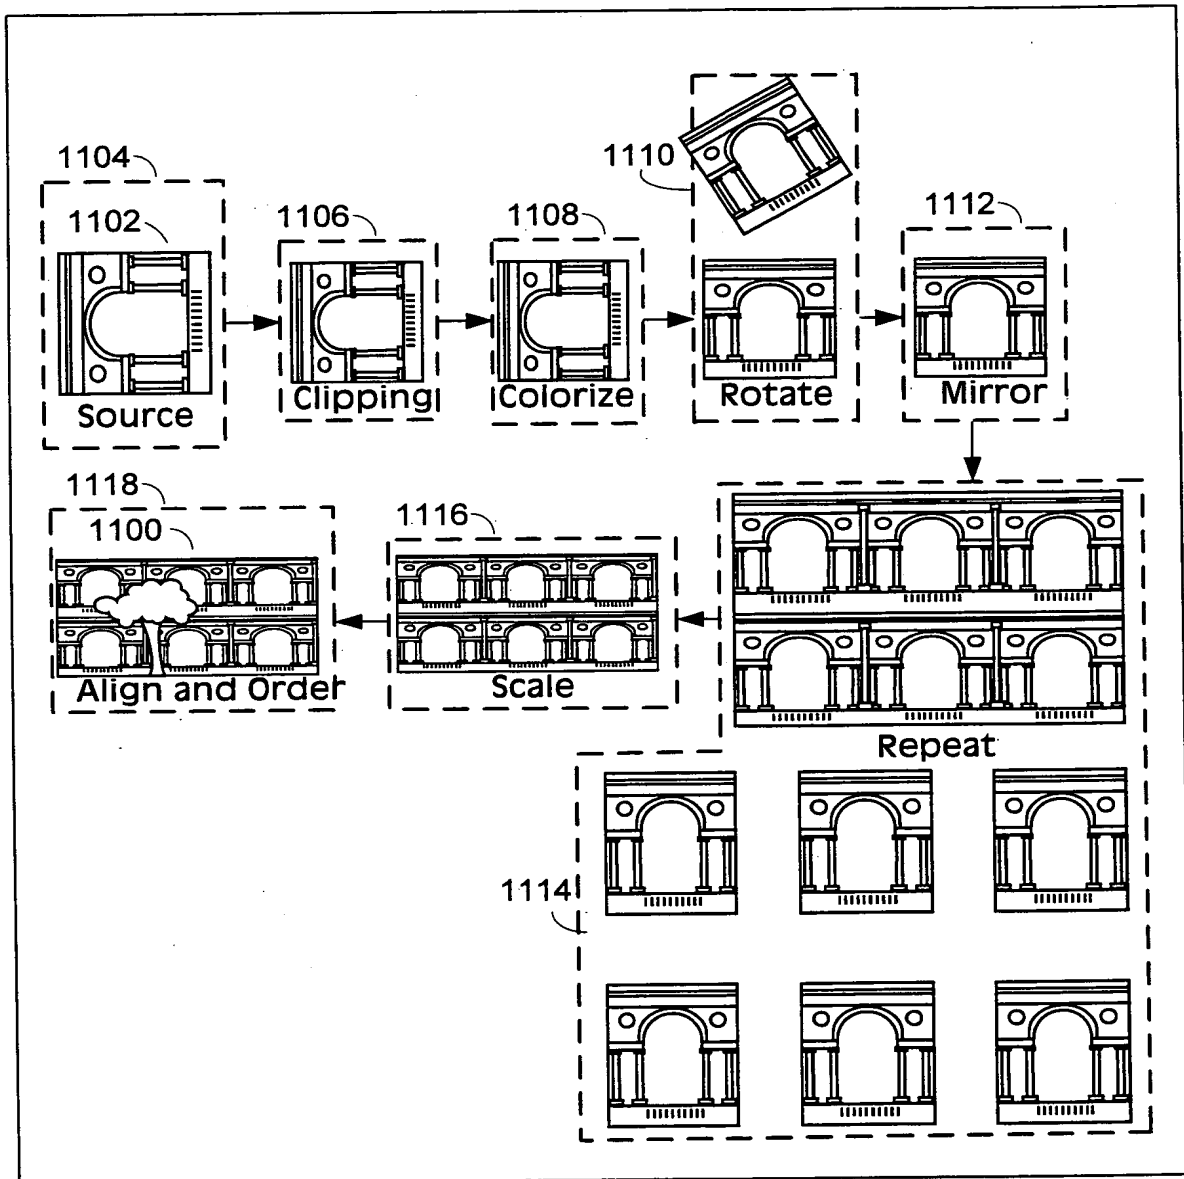 1104
1102
Source
1106
Clipping
1108
Colorize
1110
Rotate
1112
Mirror
1118
1100
Align and Order
1116
Scale
Repeat
1114